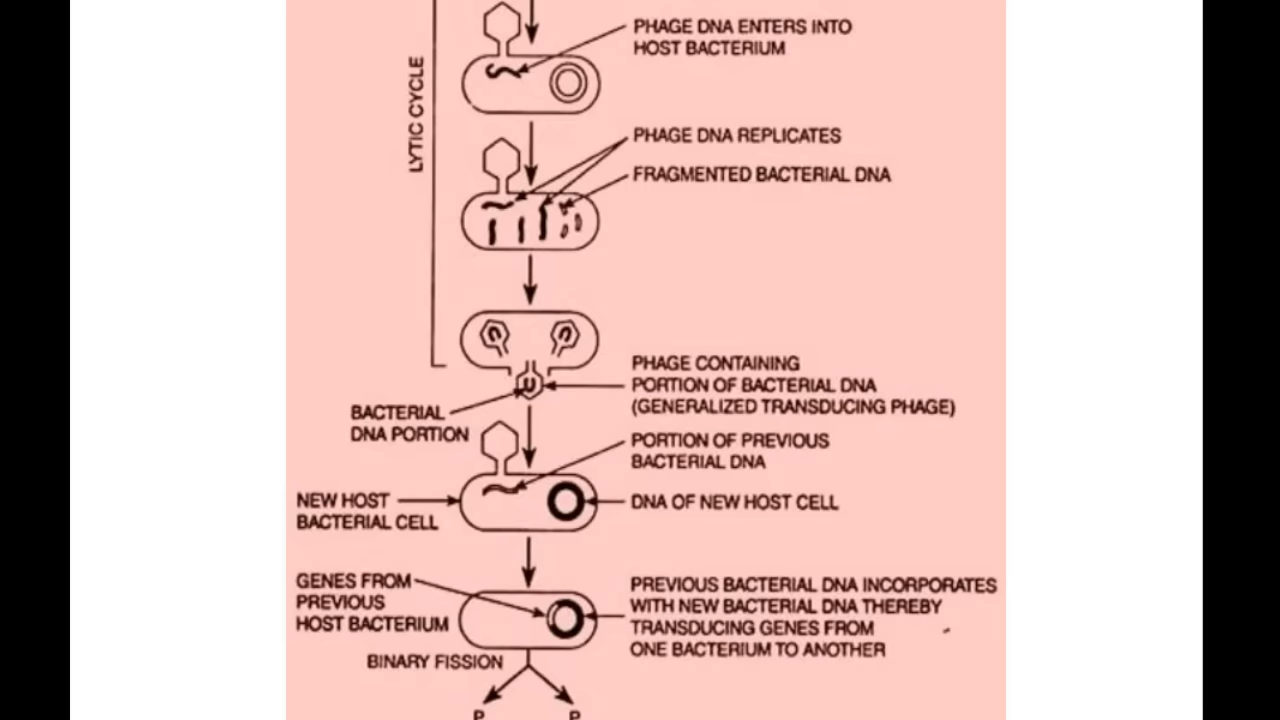 PHAGE DNA ENTERS INTO
HOST BACTERIUM
LYTIC CYCLE
PHAGE DNA REPLICATES
FRAGMENTED BACTERIAL DNA
PHAGE CONTAINING
PORTION OF BACTERIAL DNA
(GENERALIZED TRANSDUCING PHAGE)
BACTERIAL
DNA PORTION
PORTION OF PREVIOUS
BACTERIAL DNA
NEW HOST
BACTERIAL CELL
DNA OF NEW HOST CELL
GENES FROM
PREVIOUS
HOST BACTERIUM
PREVIOUS BACTERIAL DNA INCORPORATES
WITH NEW BACTERIAL DNA THEREBY
TRANSDUCING GENES FROM
ONE BACTERIUM TO ANOTHER
BINARY FISSION